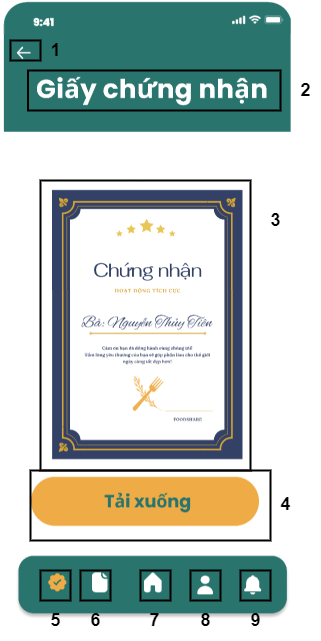 9:41
1
Giấy chứng nhận
2
3
Chứng nhận
HOẠT ĐỘNG TÍCH CỰC
Bà: Nguyễn Thủy Tiên
Cảm ơn bạn đã đồng hành cùng chúng tôi!
Tấm lòng yêu thương của bạn sẽ góp phần làm cho thế giới
ngày càng tốt đẹp hơn!
FOODSHARE
Tải xuống
4
5
6
7
8
9